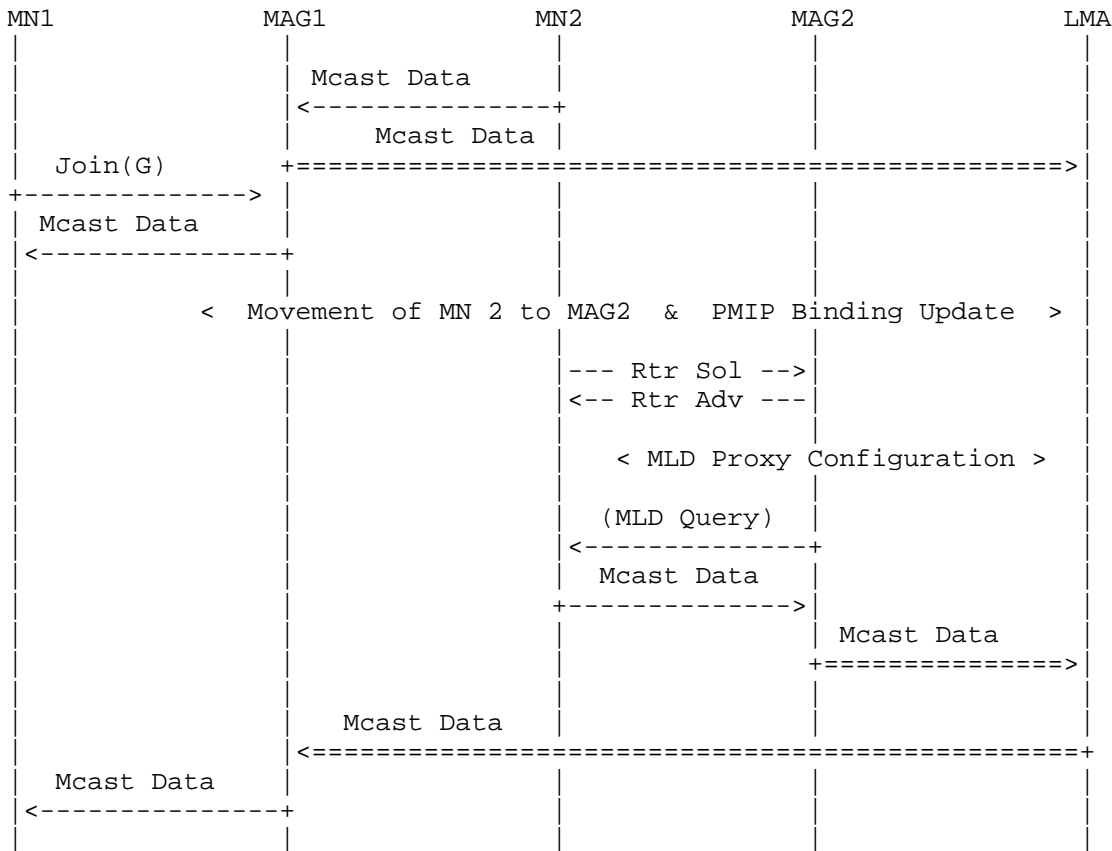 MN1 MAG1 MN2 MAG2 LMA
Mcast Data
Mcast Data
Join(G)
Mcast Data
< Movement of MN 2 to MAG2 & PMIP Binding Update >
--- Rtr Sol -->
<-- Rtr Adv ---
< MLD Proxy Configuration >
(MLD Query)
Mcast Data
Mcast Data
Mcast Data
Mcast Data